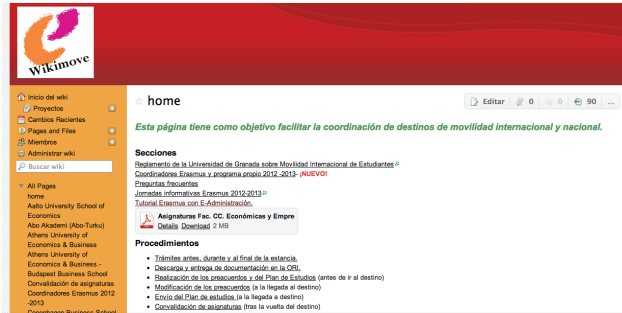 Wikimove
Inicio del wiki
Proyectos
Cambios Recientes
Pages and Files
Miembros
Administrar wiki
Buscar wiki
All Pages
home
Aalto University School of
Economics
Abo Akademi (Abo-Turku)
Athens University of
Economics & Business
Athens University of
Economics & Business.-
Budapest Business School
Convalidación de asignaturas
Coordinadores Erasmus 2012
-2013
Copenhagen Business School
home
Editar 0 0 90 ...
Esta página tiene como objetivo facilitar la coordinación de destinos de movilidad internacional y nacional.
Secciones
Reglamento de la Universidad de Granada sobre Movilidad Internacional de Estudiantes
Coordinadores Erasmus y programa propio 2012 -2013- ¡NUEVO!
Preguntas frecuentes
Jornadas informativas Erasmus 2012-2013
Tutorial Erasmus con E-Administración.
Asignaturas Fac. CC. Económicas y Empre
Details Download 2 MB
Procedimientos
• Trámites antes, durante y al final de la estancia.
• Descarga y entrega de documentación en la ORI.
• Realización de los preacuerdos y del Plan de Estudios (antes de ir al destino)
• Modificación de los preacuerdos (a la llegada al destino)
• Envío del Plan de estudios (a la llegada a destino)
• Convalidación de asignaturas (tras la vuelta del destino)